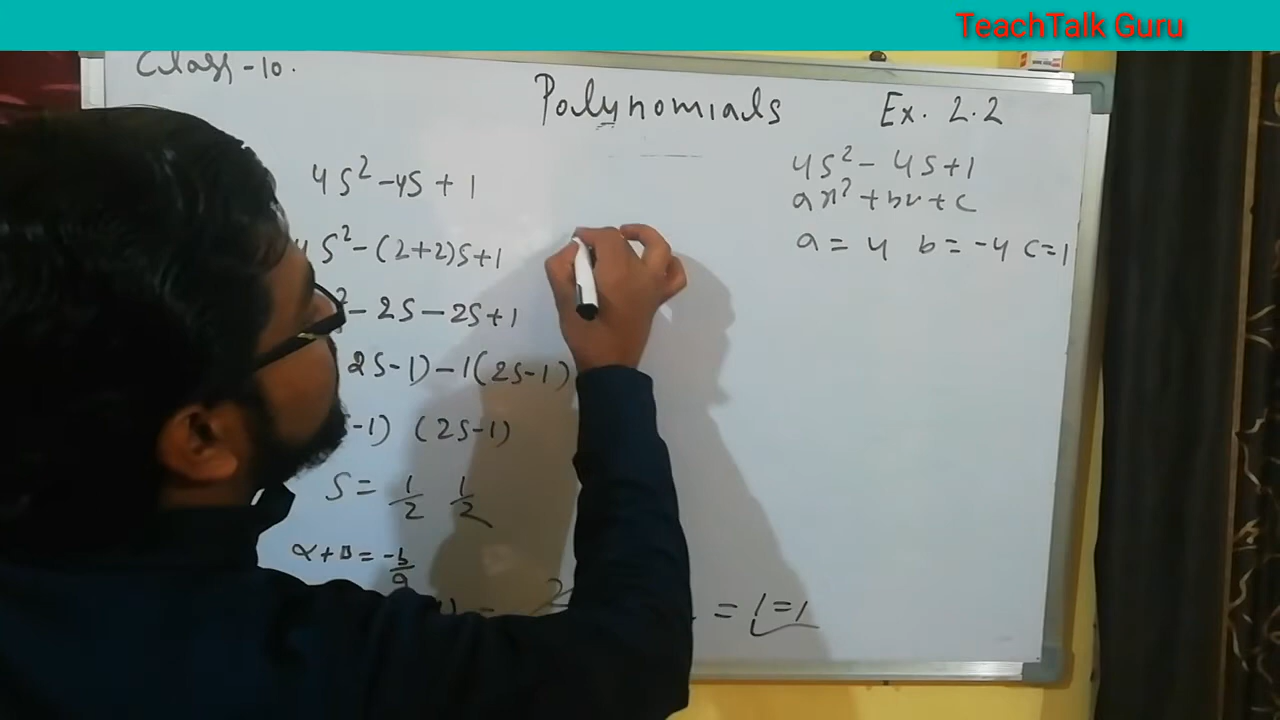 TeachTalk Guru
Class-10.
Polynomials
Ex. 2.2
4S² -4S + 1
S² - (2+2)S+1
² - 2S - 2S+1
2S-1) - 1(2S-1)
-1) (2S-1)
S = 1/2 1/2
α + β = -b/a
= 1 = 1
4S² - 4S+1
ax² + bx + c
a = 4 b = -4 c=1